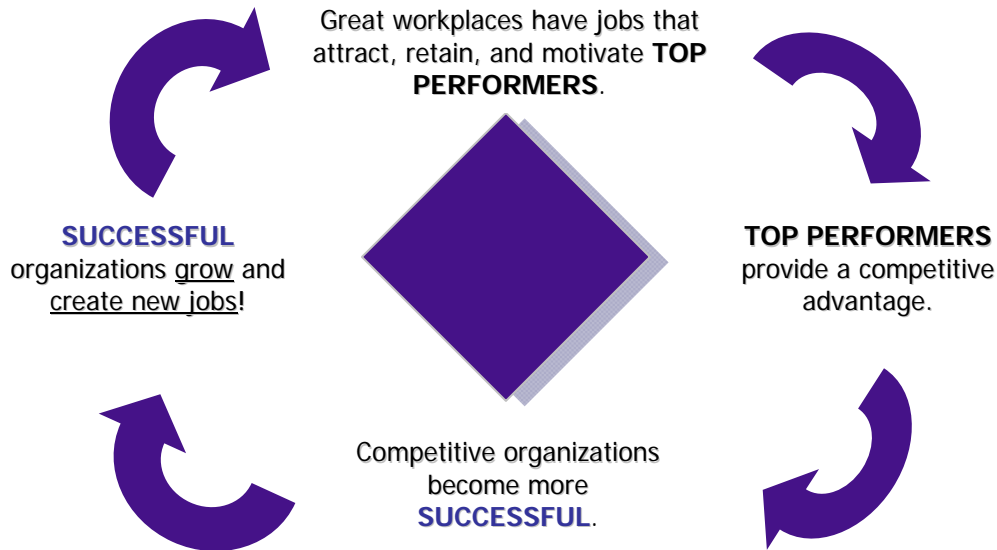 Great workplaces have jobs that
attract, retain, and motivate TOP
PERFORMERS.
TOP PERFORMERS
provide a competitive
advantage.
Competitive organizations
become more
SUCCESSFUL.
SUCCESSFUL
organizations grow and
create new jobs!